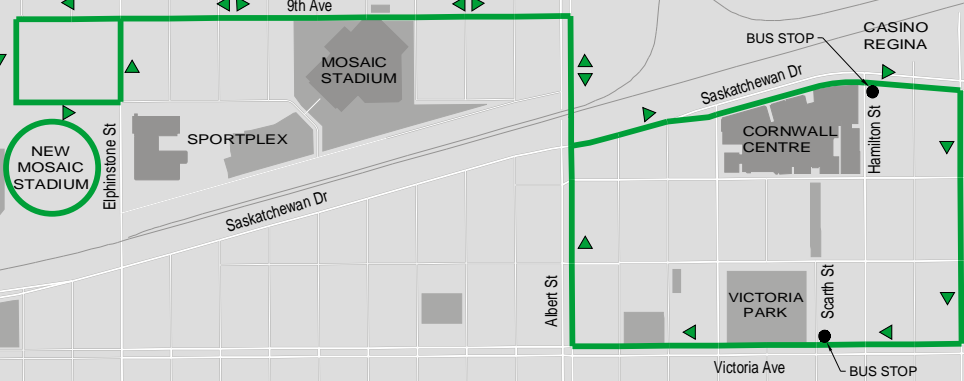 9th Ave
CASINO
REGINA
BUS STOP
MOSAIC
STADIUM
Saskatchewan Dr
SPORTPLEX
Elphinstone St
NEW
MOSAIC
STADIUM
CORNWALL
CENTRE
Hamilton St
Saskatchewan Dr
Albert St
VICTORIA
PARK
Scarth St
Victoria Ave
BUS STOP